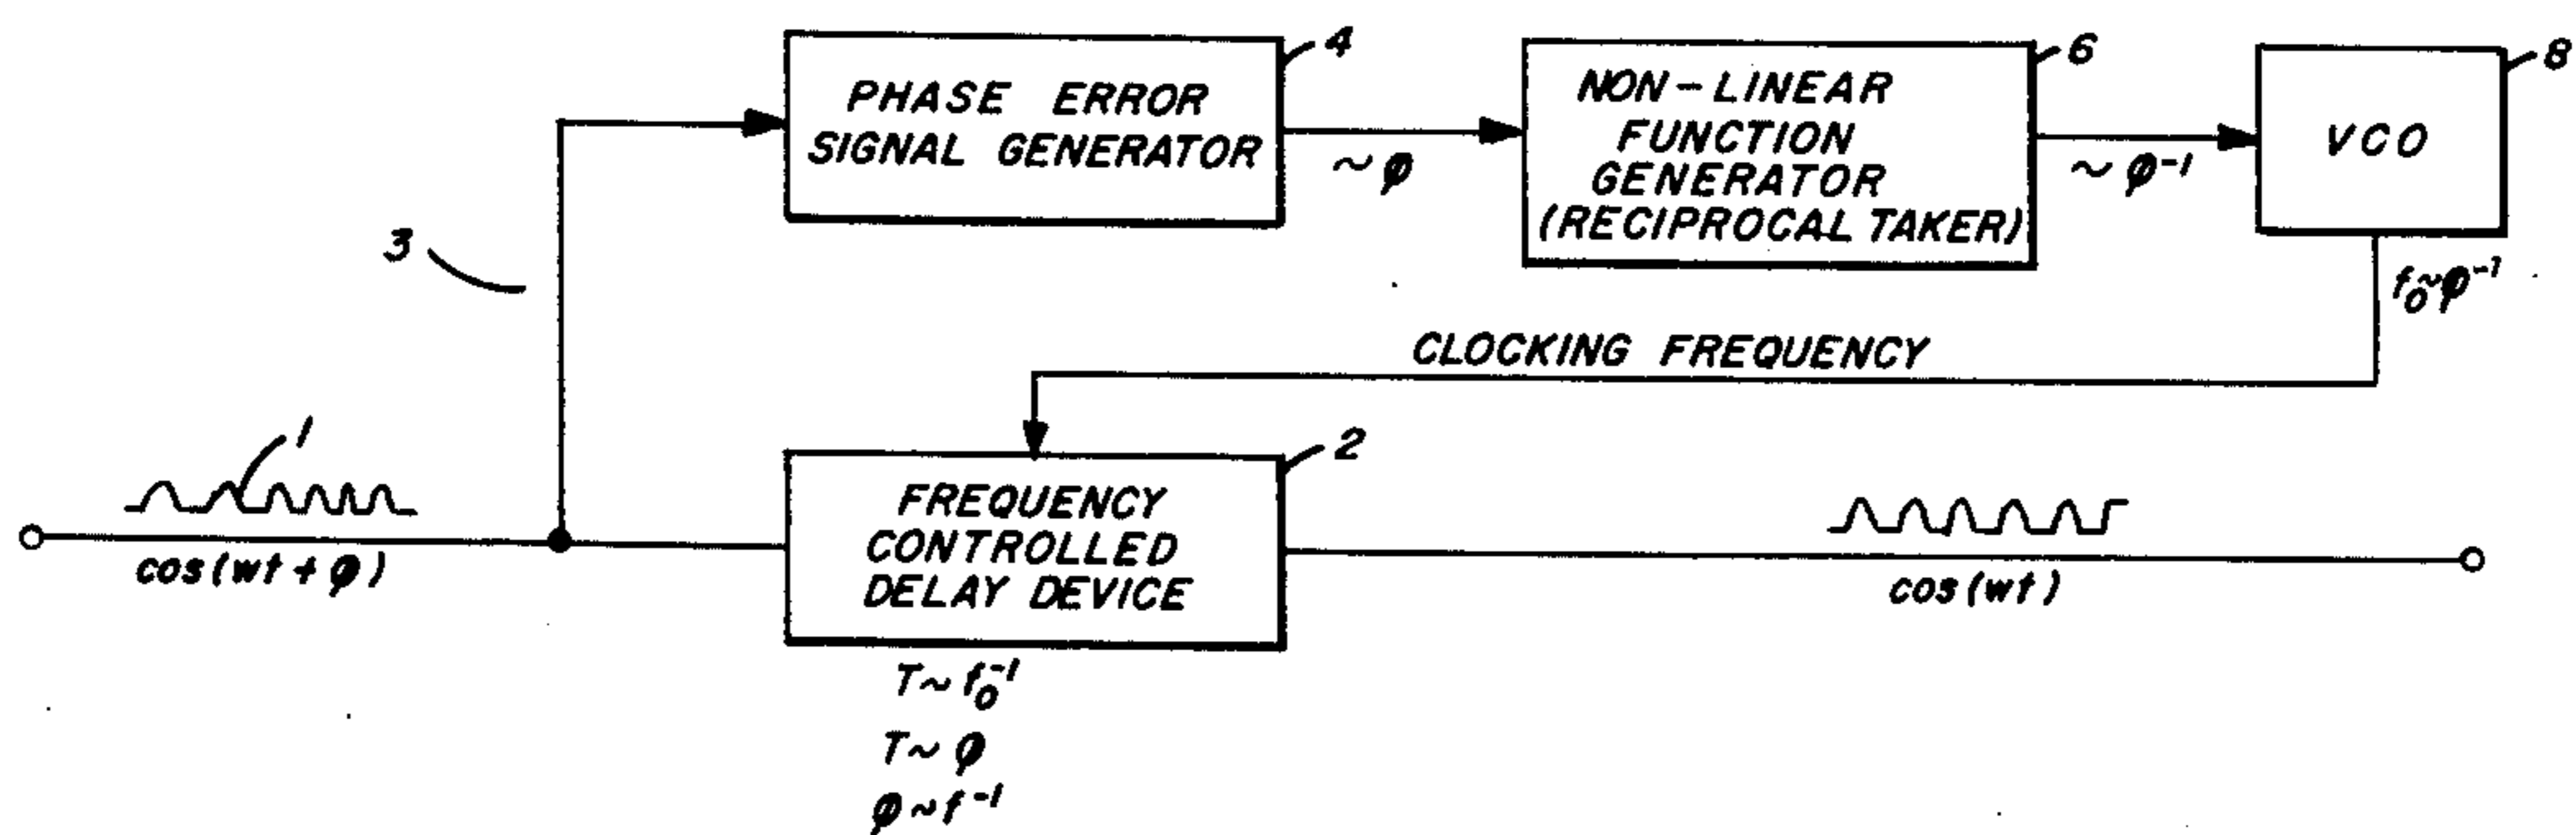 4
PHASE ERROR
SIGNAL GENERATOR
~ φ
6
NON-LINEAR
FUNCTION
GENERATOR
(RECIPROCAL TAKER)
~ φ⁻¹
8
VCO
f₀~φ⁻¹
3
CLOCKING FREQUENCY
1
cos(wt + φ)
2
FREQUENCY
CONTROLLED
DELAY DEVICE
T~ f₀⁻¹
T~ φ
φ~f⁻¹
cos(wt)